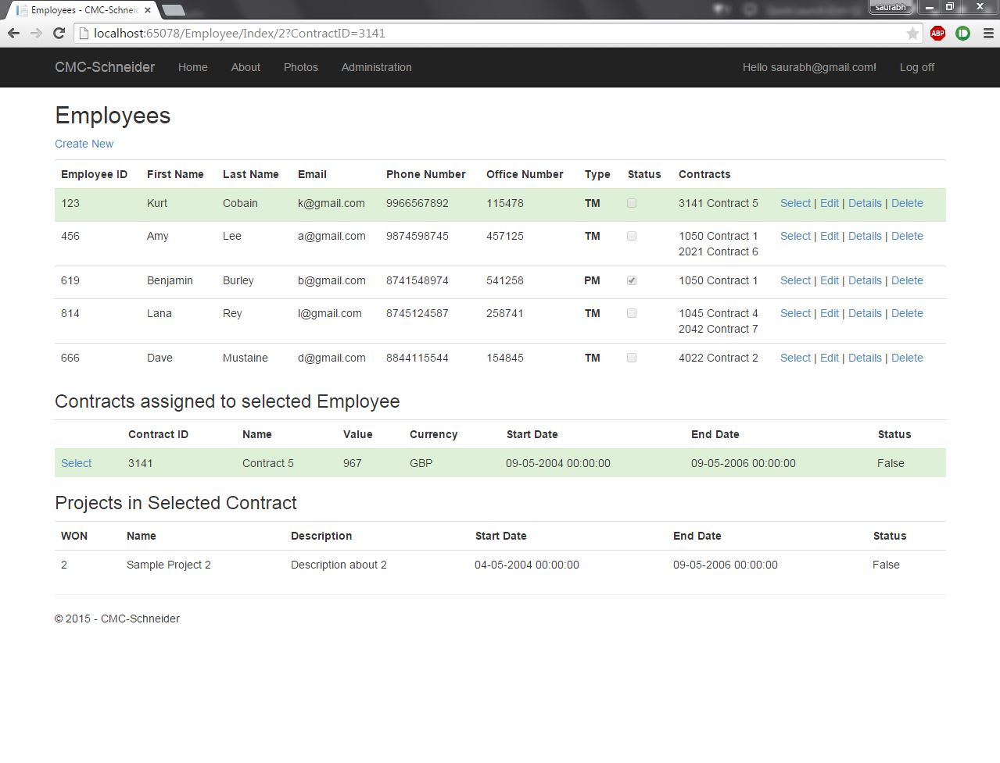 Employees - CMC-Schneid
saurabh
localhost:65078/Employee/Index/2?ContractID=3141
ABP
CMC-Schneider Home About Photos Administration Hello saurabh@gmail.com! Log off
Employees
Create New
Employee ID First Name Last Name Email Phone Number Office Number Type Status Contracts
123 Kurt Cobain k@gmail.com 9966567892 115478 TM 3141 Contract 5 Select | Edit | Details | Delete
456 Amy Lee a@gmail.com 9874598745 457125 TM 1050 Contract 1 Select | Edit | Details | Delete
2021 Contract 6
619 Benjamin Burley b@gmail.com 8741548974 541258 PM 1050 Contract 1 Select | Edit | Details | Delete
814 Lana Rey l@gmail.com 8745124587 258741 TM 1045 Contract 4 Select | Edit | Details | Delete
2042 Contract 7
666 Dave Mustaine d@gmail.com 8844115544 154845 TM 4022 Contract 2 Select | Edit | Details | Delete
Contracts assigned to selected Employee
Contract ID Name Value Currency Start Date End Date Status
Select 3141 Contract 5 967 GBP 09-05-2004 00:00:00 09-05-2006 00:00:00 False
Projects in Selected Contract
WON Name Description Start Date End Date Status
2 Sample Project 2 Description about 2 04-05-2004 00:00:00 09-05-2006 00:00:00 False
© 2015 - CMC-Schneider